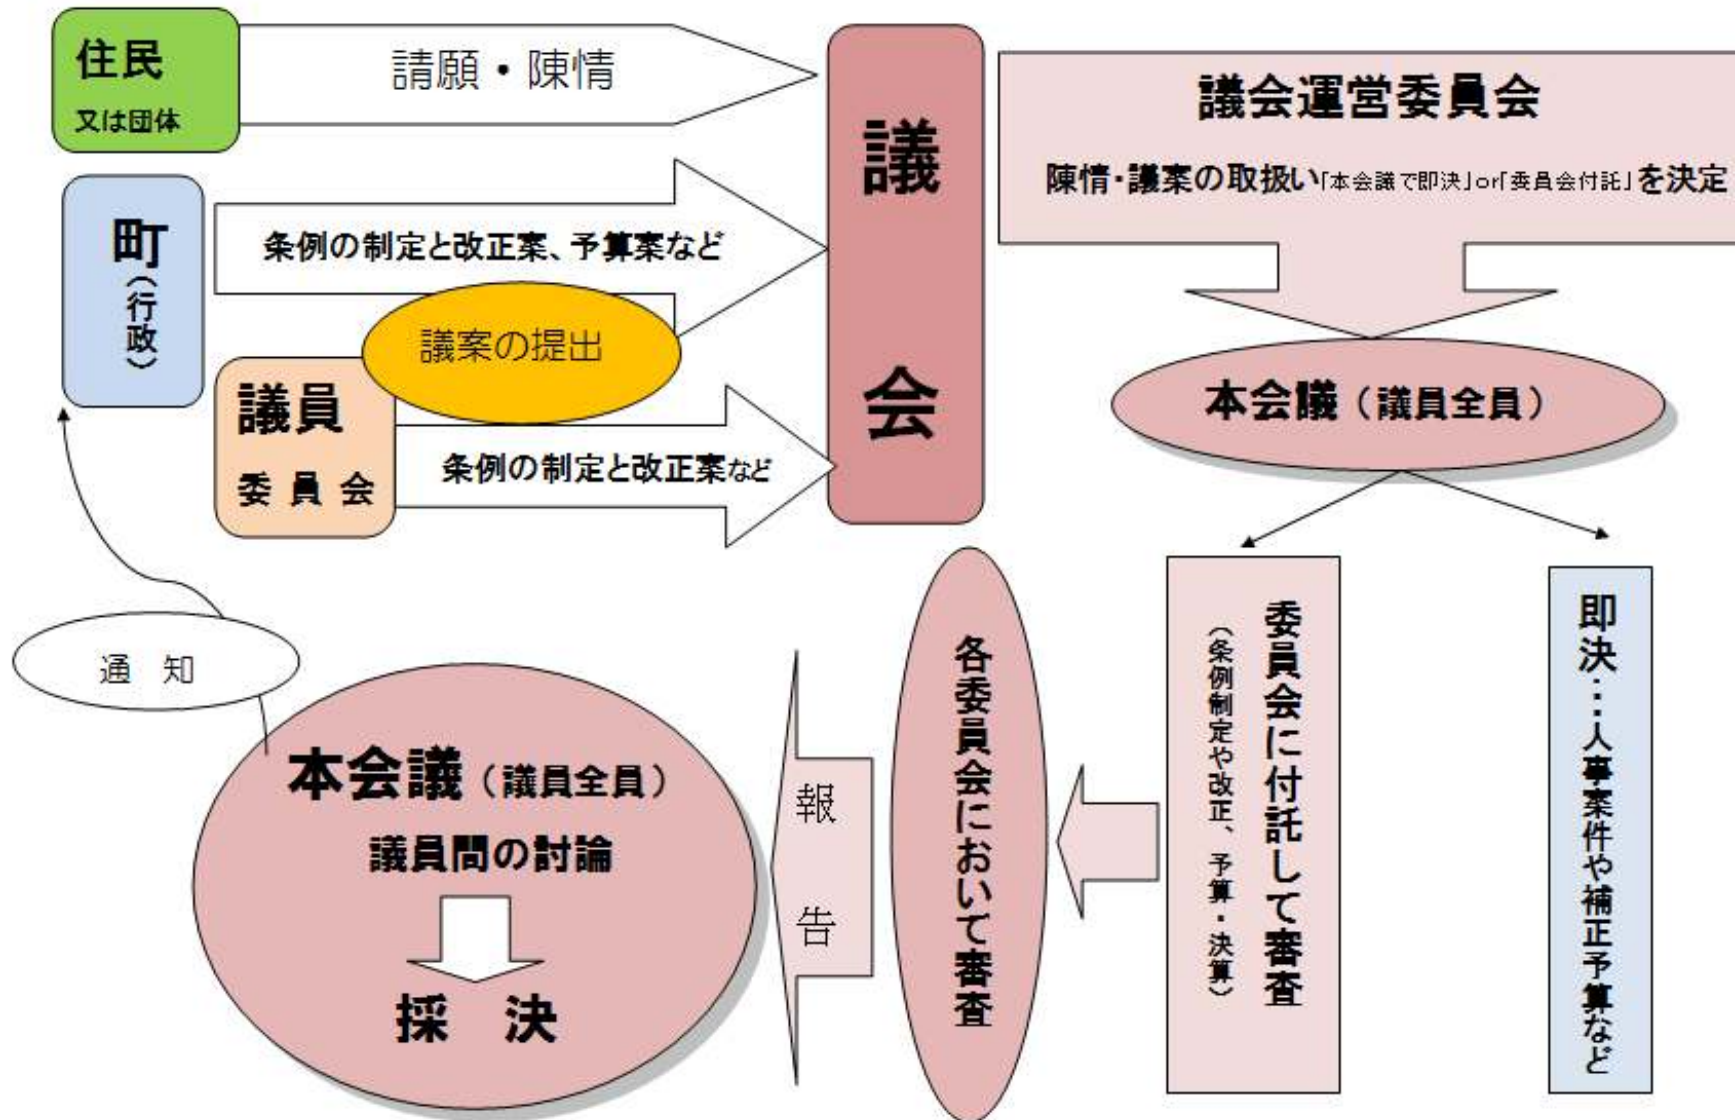 住民
又は団体
請願・陳情
町
(行政)
条例の制定と改正案、予算案など
議案の提出
議員
委 員 会
条例の制定と改正案など
議会
議会運営委員会
陳情・議案の取扱い「本会議で即決」or「委員会付託」を決定
本会議（議員全員）
即決・・・人事案件や補正予算など
委員会に付託して審査
（条例制定や改正、予算・決算）
各委員会において審査
報告
本会議（議員全員）
議員間の討論
採 決
通 知